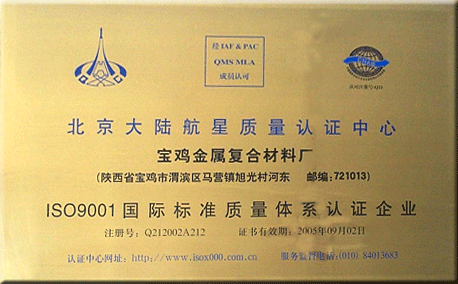 经 IAF & PAC
QMS MLA
成员认可
北京大陆航星质量认证中心
宝鸡金属复合材料厂
(陕西省宝鸡市渭滨区马营镇旭光村河东 邮编:721013)
ISO9001国际标准质量体系认证企业
注册号: Q212002A212 证书有效期: 2005年09月02日
认证中心网址: http://www.isox000.com.cn 服务监督电话:(010) 84013683